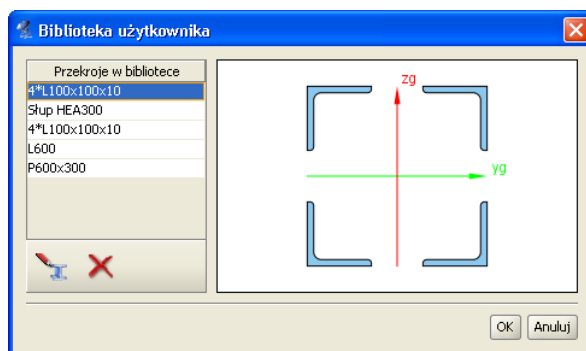 Biblioteka użytkownika
Przekroje w bibliotece
4*L100x100x10
Słup HEA300
4*L100x100x10
L600
P600x300
zg
yg
OK
Anuluj